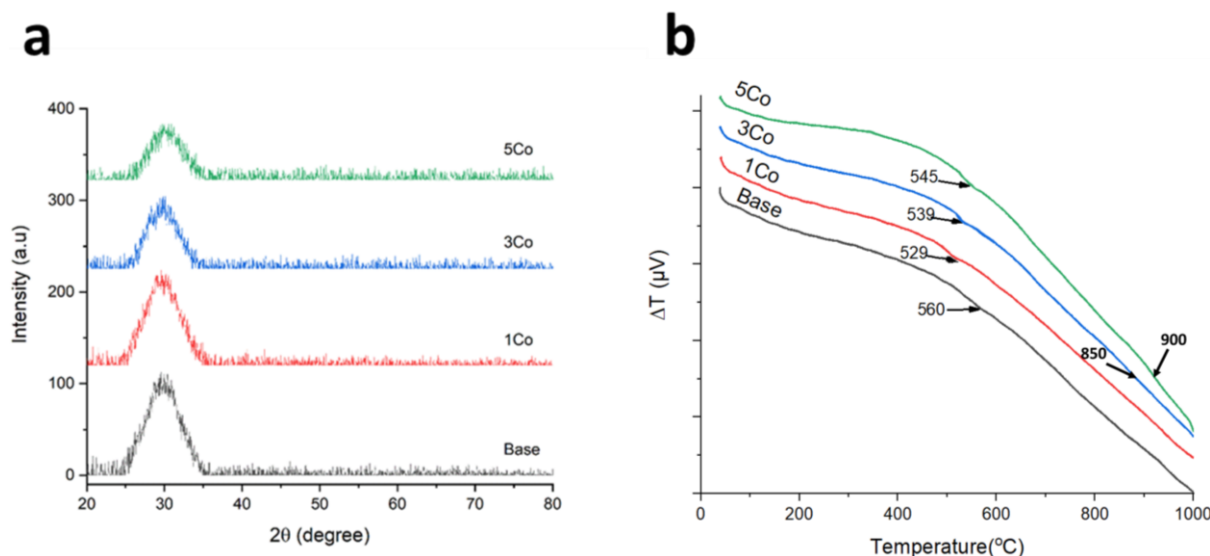 a
Intensity (a.u)
400
300
200
100
0
5Co
3Co
1Co
Base
20 30 40 50 60 70 80
2θ (degree)
b
ΔT (µV)
5Co
3Co
1Co
Base
545
539
529
560
850
900
0 200 400 600 800 1000
Temperature(°C)